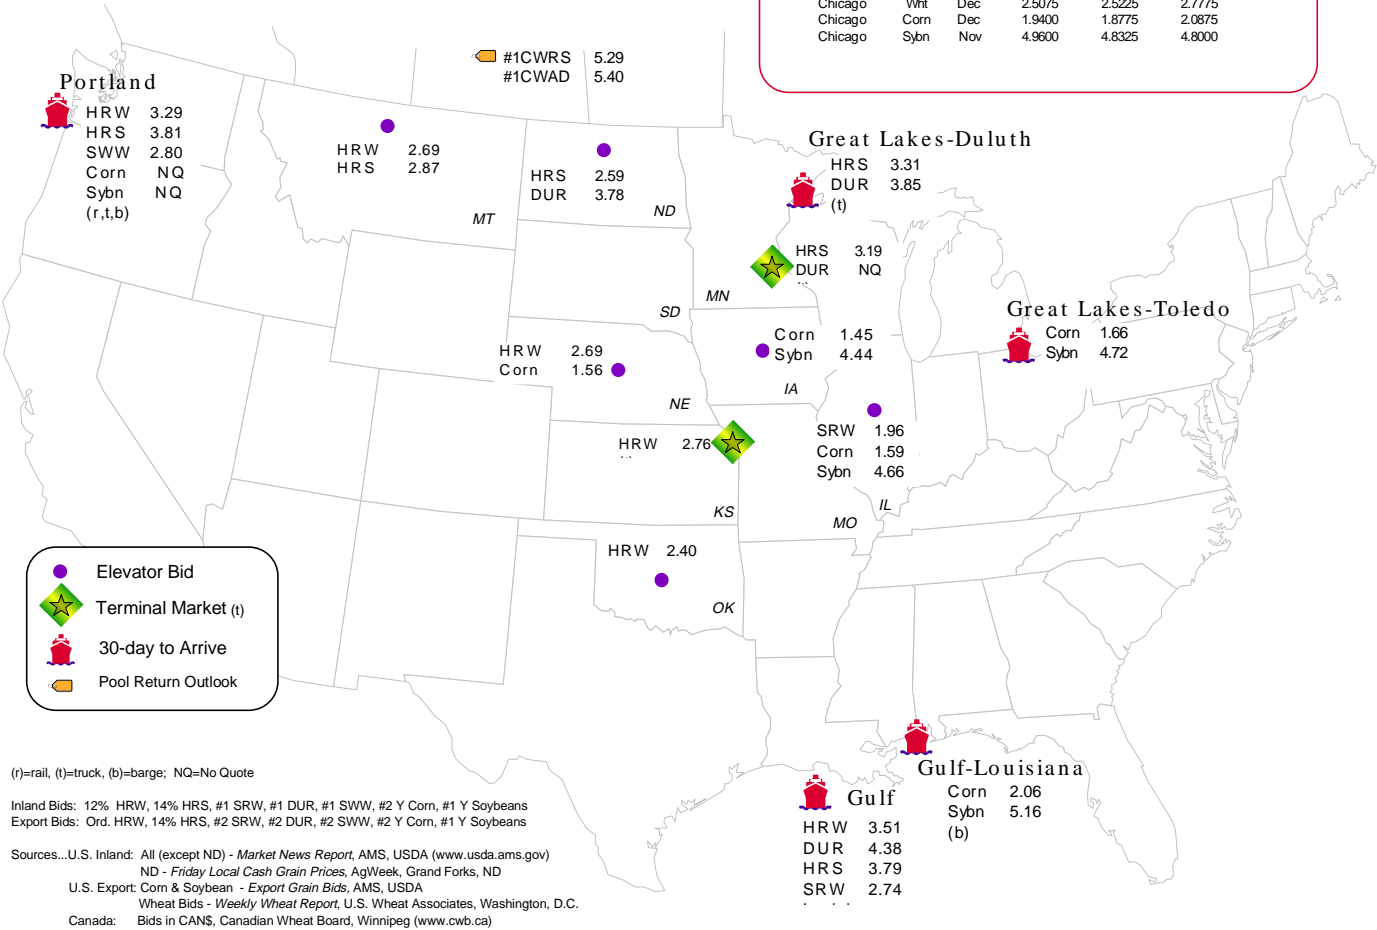 Chicago Wht Dec 2.5075 2.5225 2.7775
Chicago Corn Dec 1.9400 1.8775 2.0875
Chicago Sybn Nov 4.9600 4.8325 4.8000
#1CWRS 5.29
#1CWAD 5.40
Portland
HRW 3.29
HRS 3.81
SWW 2.80
Corn NQ
Sybn NQ
(r,t,b)
HRW 2.69
HRS 2.87
MT
HRS 2.59
DUR 3.78
ND
Great Lakes-Duluth
HRS 3.31
DUR 3.85
(t)
HRS 3.19
DUR NQ
MN
SD
Great Lakes-Toledo
Corn 1.66
Sybn 4.72
Corn 1.45
Sybn 4.44
IA
HRW 2.69
Corn 1.56
NE
SRW 1.96
Corn 1.59
Sybn 4.66
IL
HRW 2.76
KS
MO
HRW 2.40
OK
Elevator Bid
Terminal Market (t)
30-day to Arrive
Pool Return Outlook
Gulf-Louisiana
Corn 2.06
Sybn 5.16
(b)
Gulf
HRW 3.51
DUR 4.38
HRS 3.79
SRW 2.74
(r)=rail, (t)=truck, (b)=barge; NQ=No Quote
Inland Bids: 12% HRW, 14% HRS, #1 SRW, #1 DUR, #1 SWW, #2 Y Corn, #1 Y Soybeans
Export Bids: Ord. HRW, 14% HRS, #2 SRW, #2 DUR, #2 SWW, #2 Y Corn, #1 Y Soybeans
Sources...U.S. Inland: All (except ND) - Market News Report, AMS, USDA (www.usda.ams.gov)
ND - Friday Local Cash Grain Prices, AgWeek, Grand Forks, ND
U.S. Export: Corn & Soybean - Export Grain Bids, AMS, USDA
Wheat Bids - Weekly Wheat Report, U.S. Wheat Associates, Washington, D.C.
Canada: Bids in CAN$, Canadian Wheat Board, Winnipeg (www.cwb.ca)